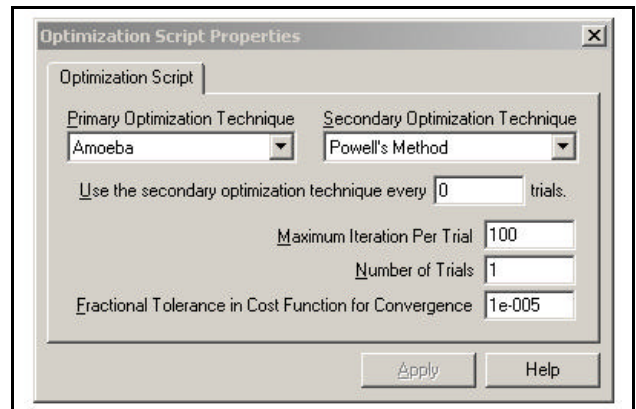 Optimization Script Properties
Optimization Script
Primary Optimization Technique Secondary Optimization Technique
Amoeba Powell's Method
Use the secondary optimization technique every 0 trials.
Maximum Iteration Per Trial 100
Number of Trials 1
Fractional Tolerance in Cost Function for Convergence 1e-005
Apply Help